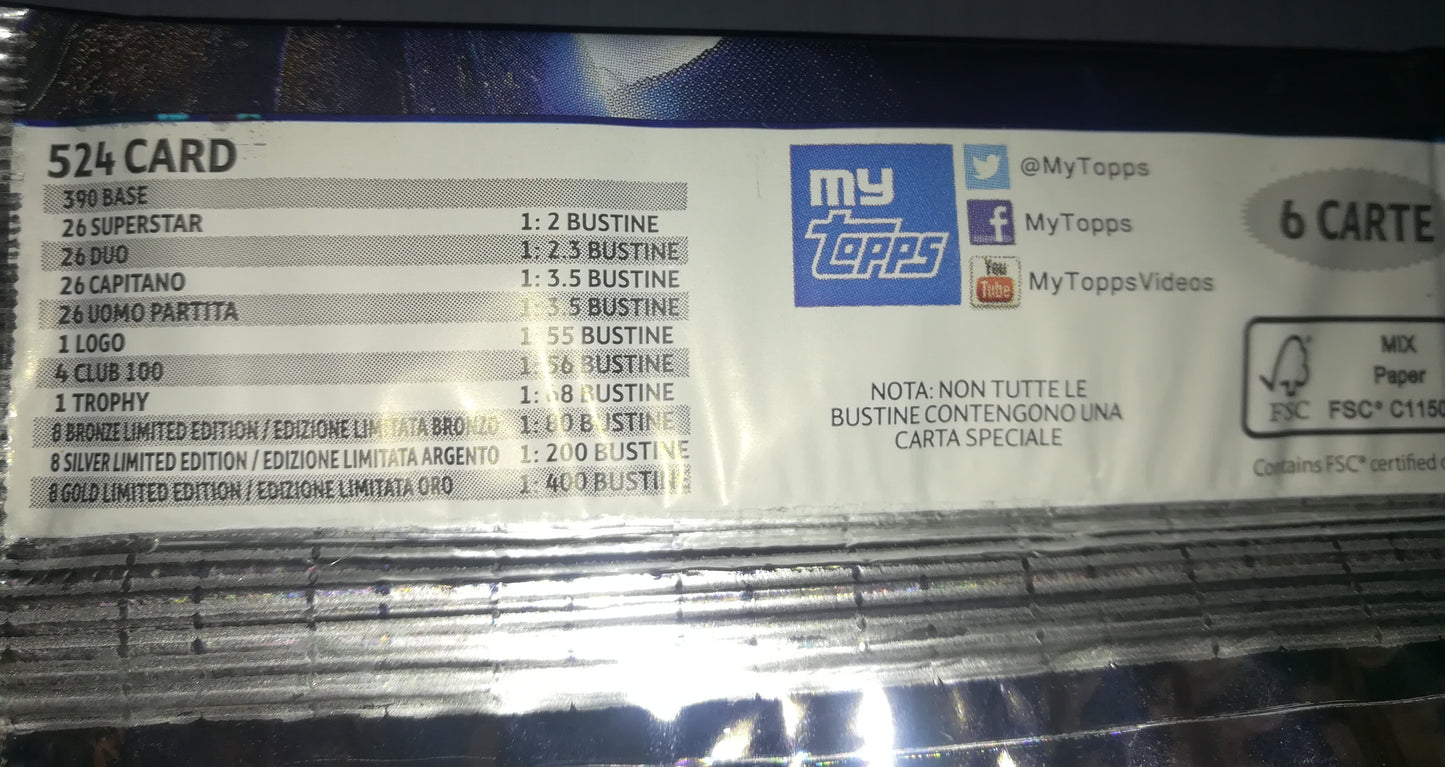 524 CARD
390 BASE
26 SUPERSTAR 1: 2 BUSTINE
26 DUO 1: 2.3 BUSTINE
26 CAPITANO 1: 3.5 BUSTINE
26 UOMO PARTITA 1: 3.5 BUSTINE
1 LOGO 1: 55 BUSTINE
4 CLUB 100 1: 56 BUSTINE
1 TROPHY BUSTINE
8 BRONZE LIMITED EDITION / EDIZIONE LIMITATA BRONZO 1: 80 BUSTINE
8 SILVER LIMITED EDITION / EDIZIONE LIMITATA ARGENTO 1: 200 BUSTINE
8 GOLD LIMITED EDITION / EDIZIONE LIMITATA ORO 1: 400 BUSTINE
my
topps
@MyTopps
f MyTopps
You
Tube MyToppsVideos
NOTA: NON TUTTE LE
BUSTINE CONTENGONO UNA
CARTA SPECIALE
6 CARTE
MIX
Paper
FSC FSC® C1150
Contains FSC® certified